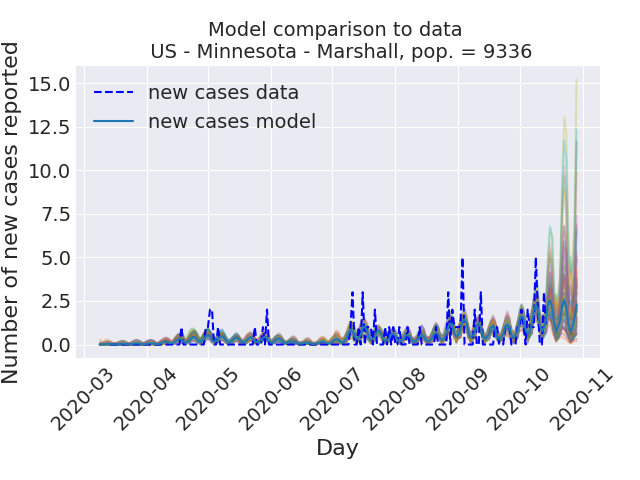 Model comparison to data
US - Minnesota - Marshall, pop. = 9336
Number of new cases reported
15.0
12.5
10.0
7.5
5.0
2.5
0.0
new cases data
new cases model
2020-03
2020-04
2020-05
2020-06
2020-07
2020-08
2020-09
2020-10
2020-11
Day